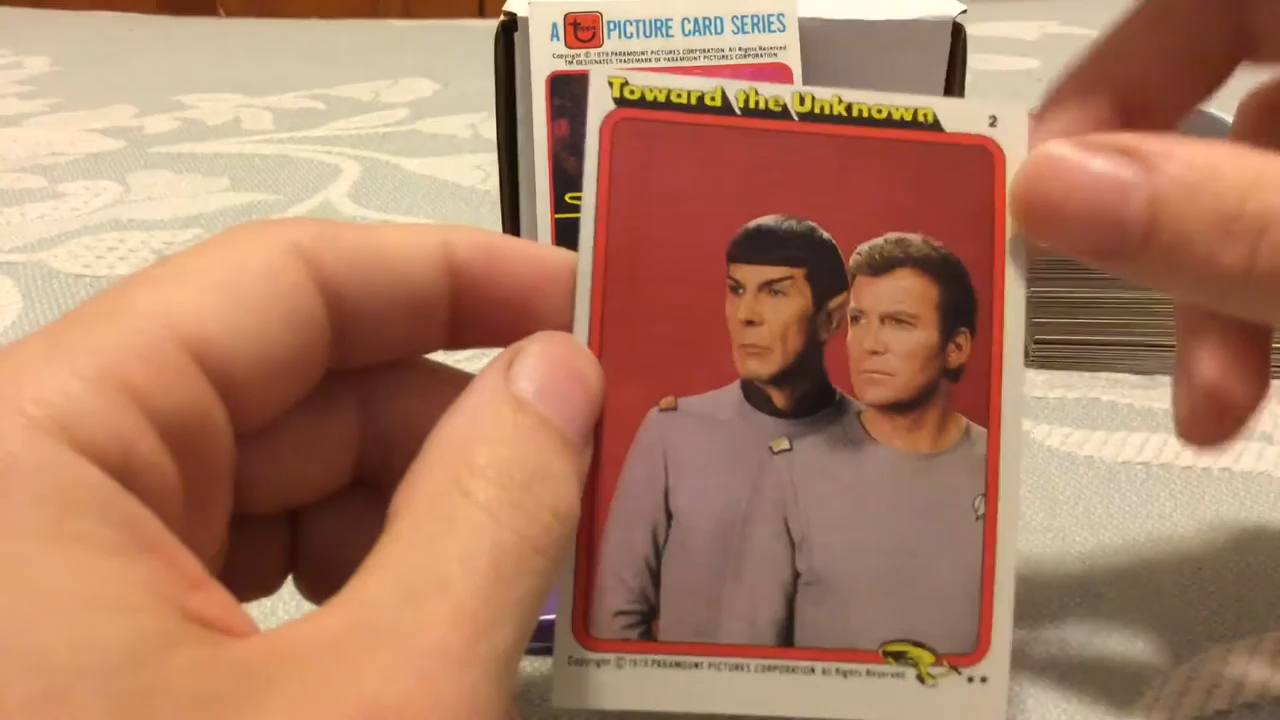 A Topps PICTURE CARD SERIES
Copyright © 1979 PARAMOUNT PICTURES CORPORATION. All Rights Reserved
TM DESIGNATES TRADEMARK OF PARAMOUNT PICTURES CORPORATION
Toward the Unknown
2
Copyright © 1979 PARAMOUNT PICTURES CORPORATION. All Rights Reserved
**